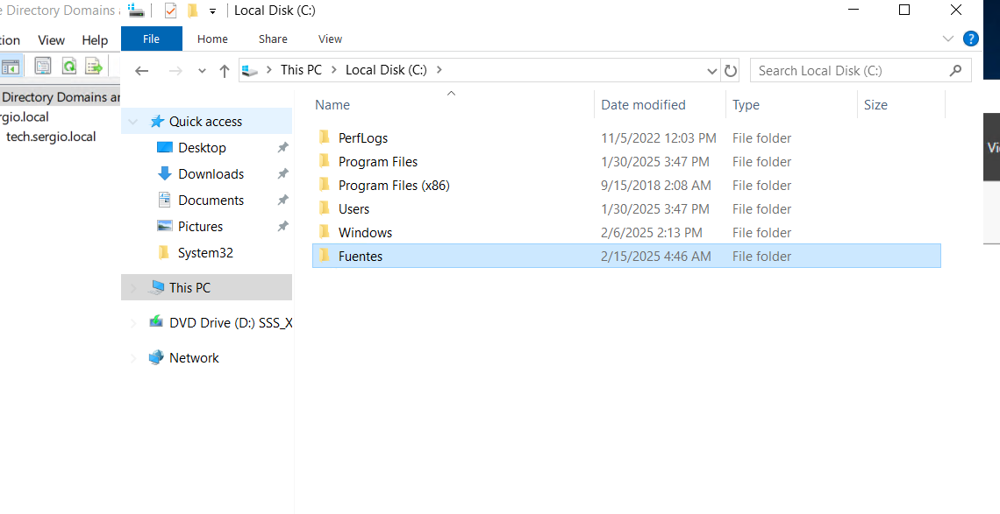 e Directory Domains a
Local Disk (C:)
tion View Help
File Home Share View
?
This PC Local Disk (C:)
Search Local Disk (C:)
Directory Domains ar
rgio.local
tech.sergio.local
Quick access
Desktop
Downloads
Documents
Pictures
System32
This PC
DVD Drive (D:) SSS_X
Network
Name Date modified Type Size
PerfLogs 11/5/2022 12:03 PM File folder
Program Files 1/30/2025 3:47 PM File folder
Program Files (x86) 9/15/2018 2:08 AM File folder
Users 1/30/2025 3:47 PM File folder
Windows 2/6/2025 2:13 PM File folder
Fuentes 2/15/2025 4:46 AM File folder
Vi